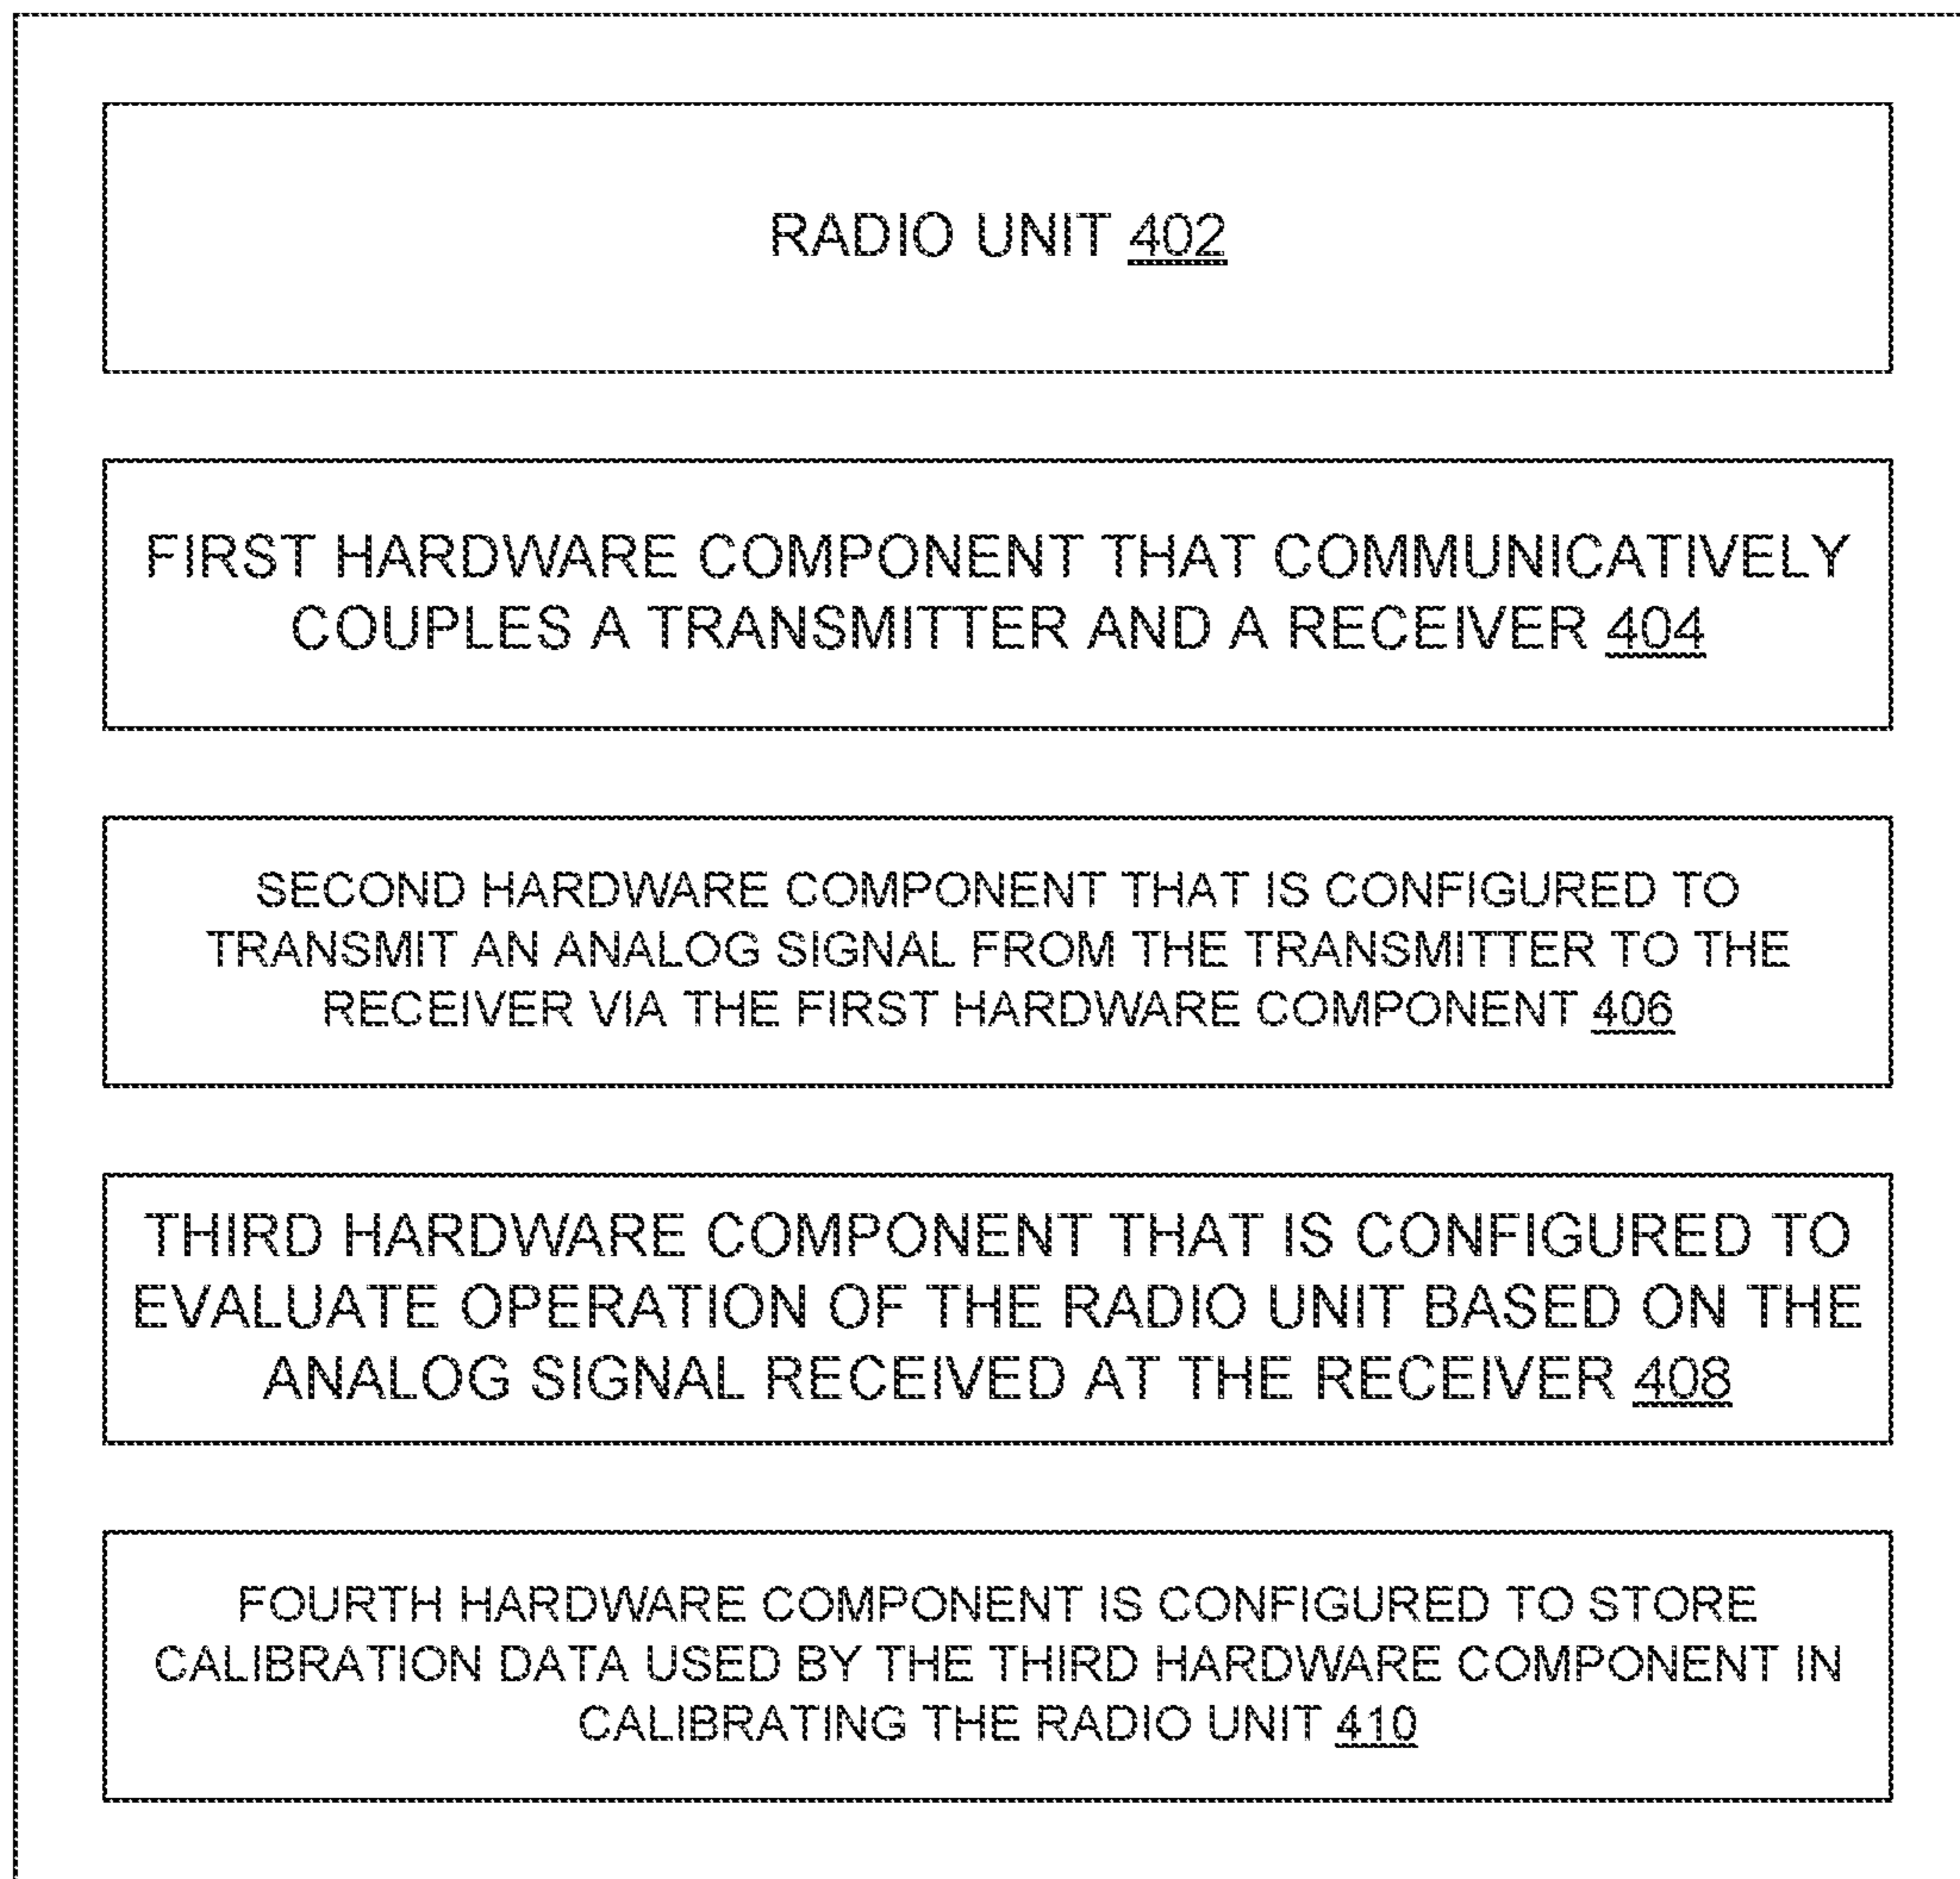 RADIO UNIT 402
FIRST HARDWARE COMPONENT THAT COMMUNICATIVELY
COUPLES A TRANSMITTER AND A RECEIVER 404
SECOND HARDWARE COMPONENT THAT IS CONFIGURED TO
TRANSMIT AN ANALOG SIGNAL FROM THE TRANSMITTER TO THE
RECEIVER VIA THE FIRST HARDWARE COMPONENT 406
THIRD HARDWARE COMPONENT THAT IS CONFIGURED TO
EVALUATE OPERATION OF THE RADIO UNIT BASED ON THE
ANALOG SIGNAL RECEIVED AT THE RECEIVER 408
FOURTH HARDWARE COMPONENT IS CONFIGURED TO STORE
CALIBRATION DATA USED BY THE THIRD HARDWARE COMPONENT IN
CALIBRATING THE RADIO UNIT 410